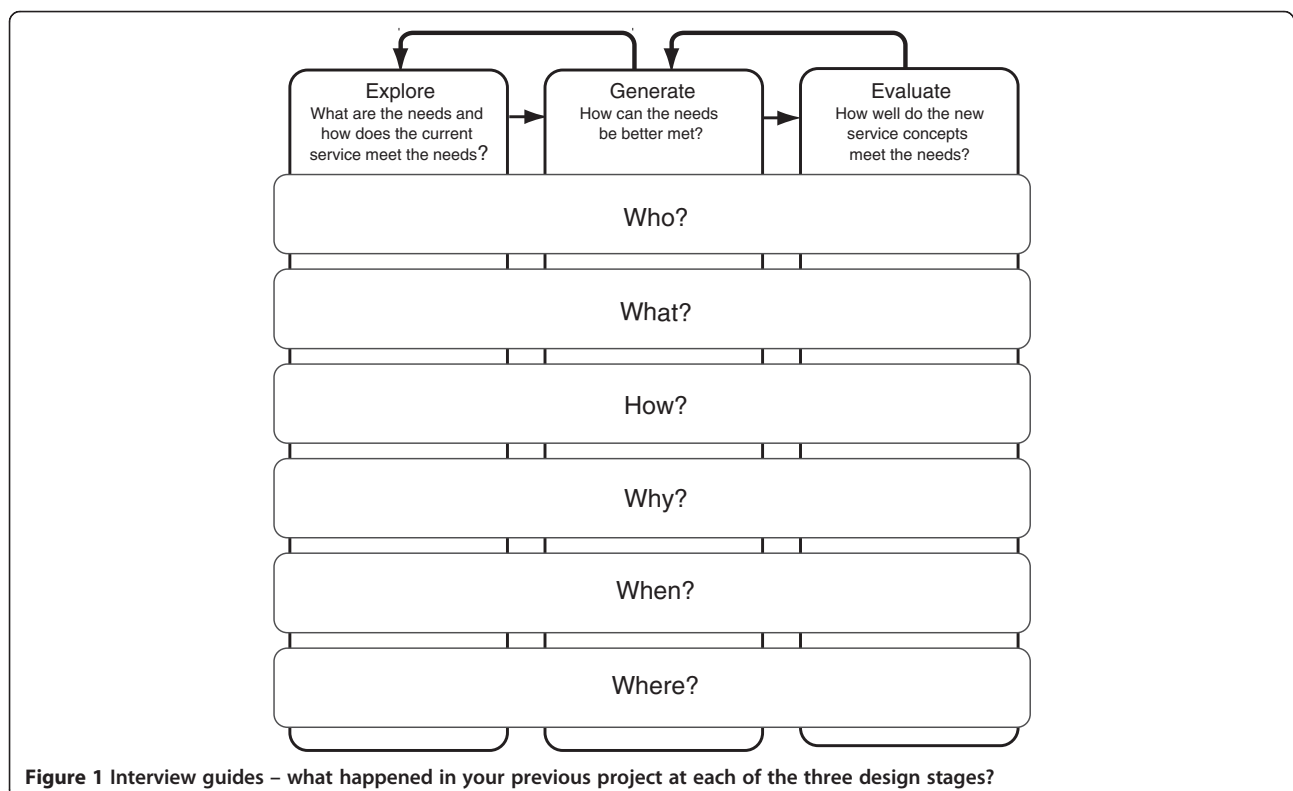 Explore
What are the needs and
how does the current
service meet the needs?
Generate
How can the needs
be better met?
Evaluate
How well do the new
service concepts
meet the needs?
Who?
What?
How?
Why?
When?
Where?
Figure 1 Interview guides – what happened in your previous project at each of the three design stages?